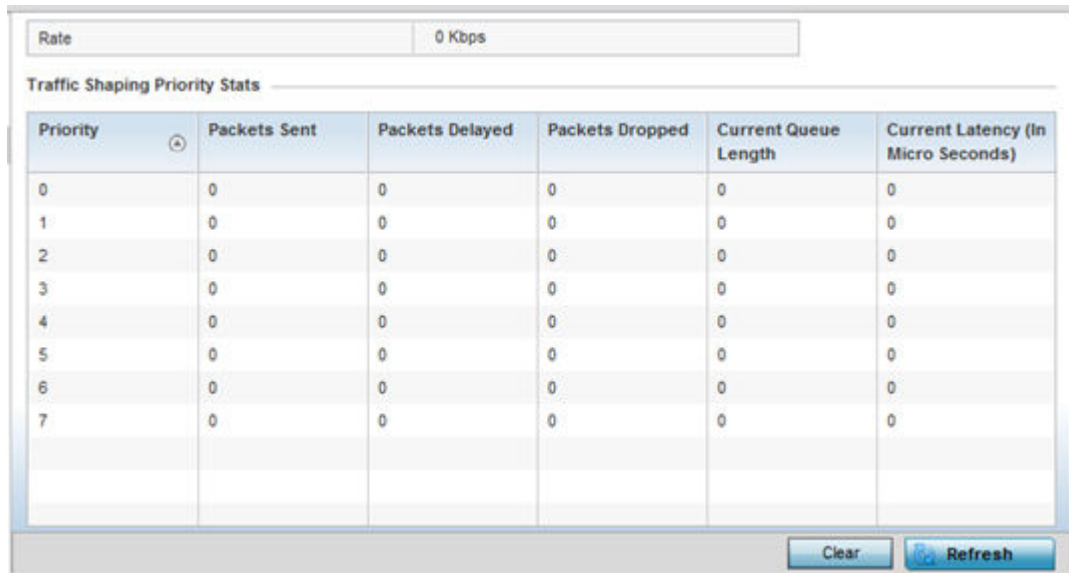 Rate 0 Kbps
Traffic Shaping Priority Stats
Priority Packets Sent Packets Delayed Packets Dropped Current Queue Length Current Latency (In Micro Seconds)
0 0 0 0 0 0
1 0 0 0 0 0
2 0 0 0 0 0
3 0 0 0 0 0
4 0 0 0 0 0
5 0 0 0 0 0
6 0 0 0 0 0
7 0 0 0 0 0
Clear Refresh